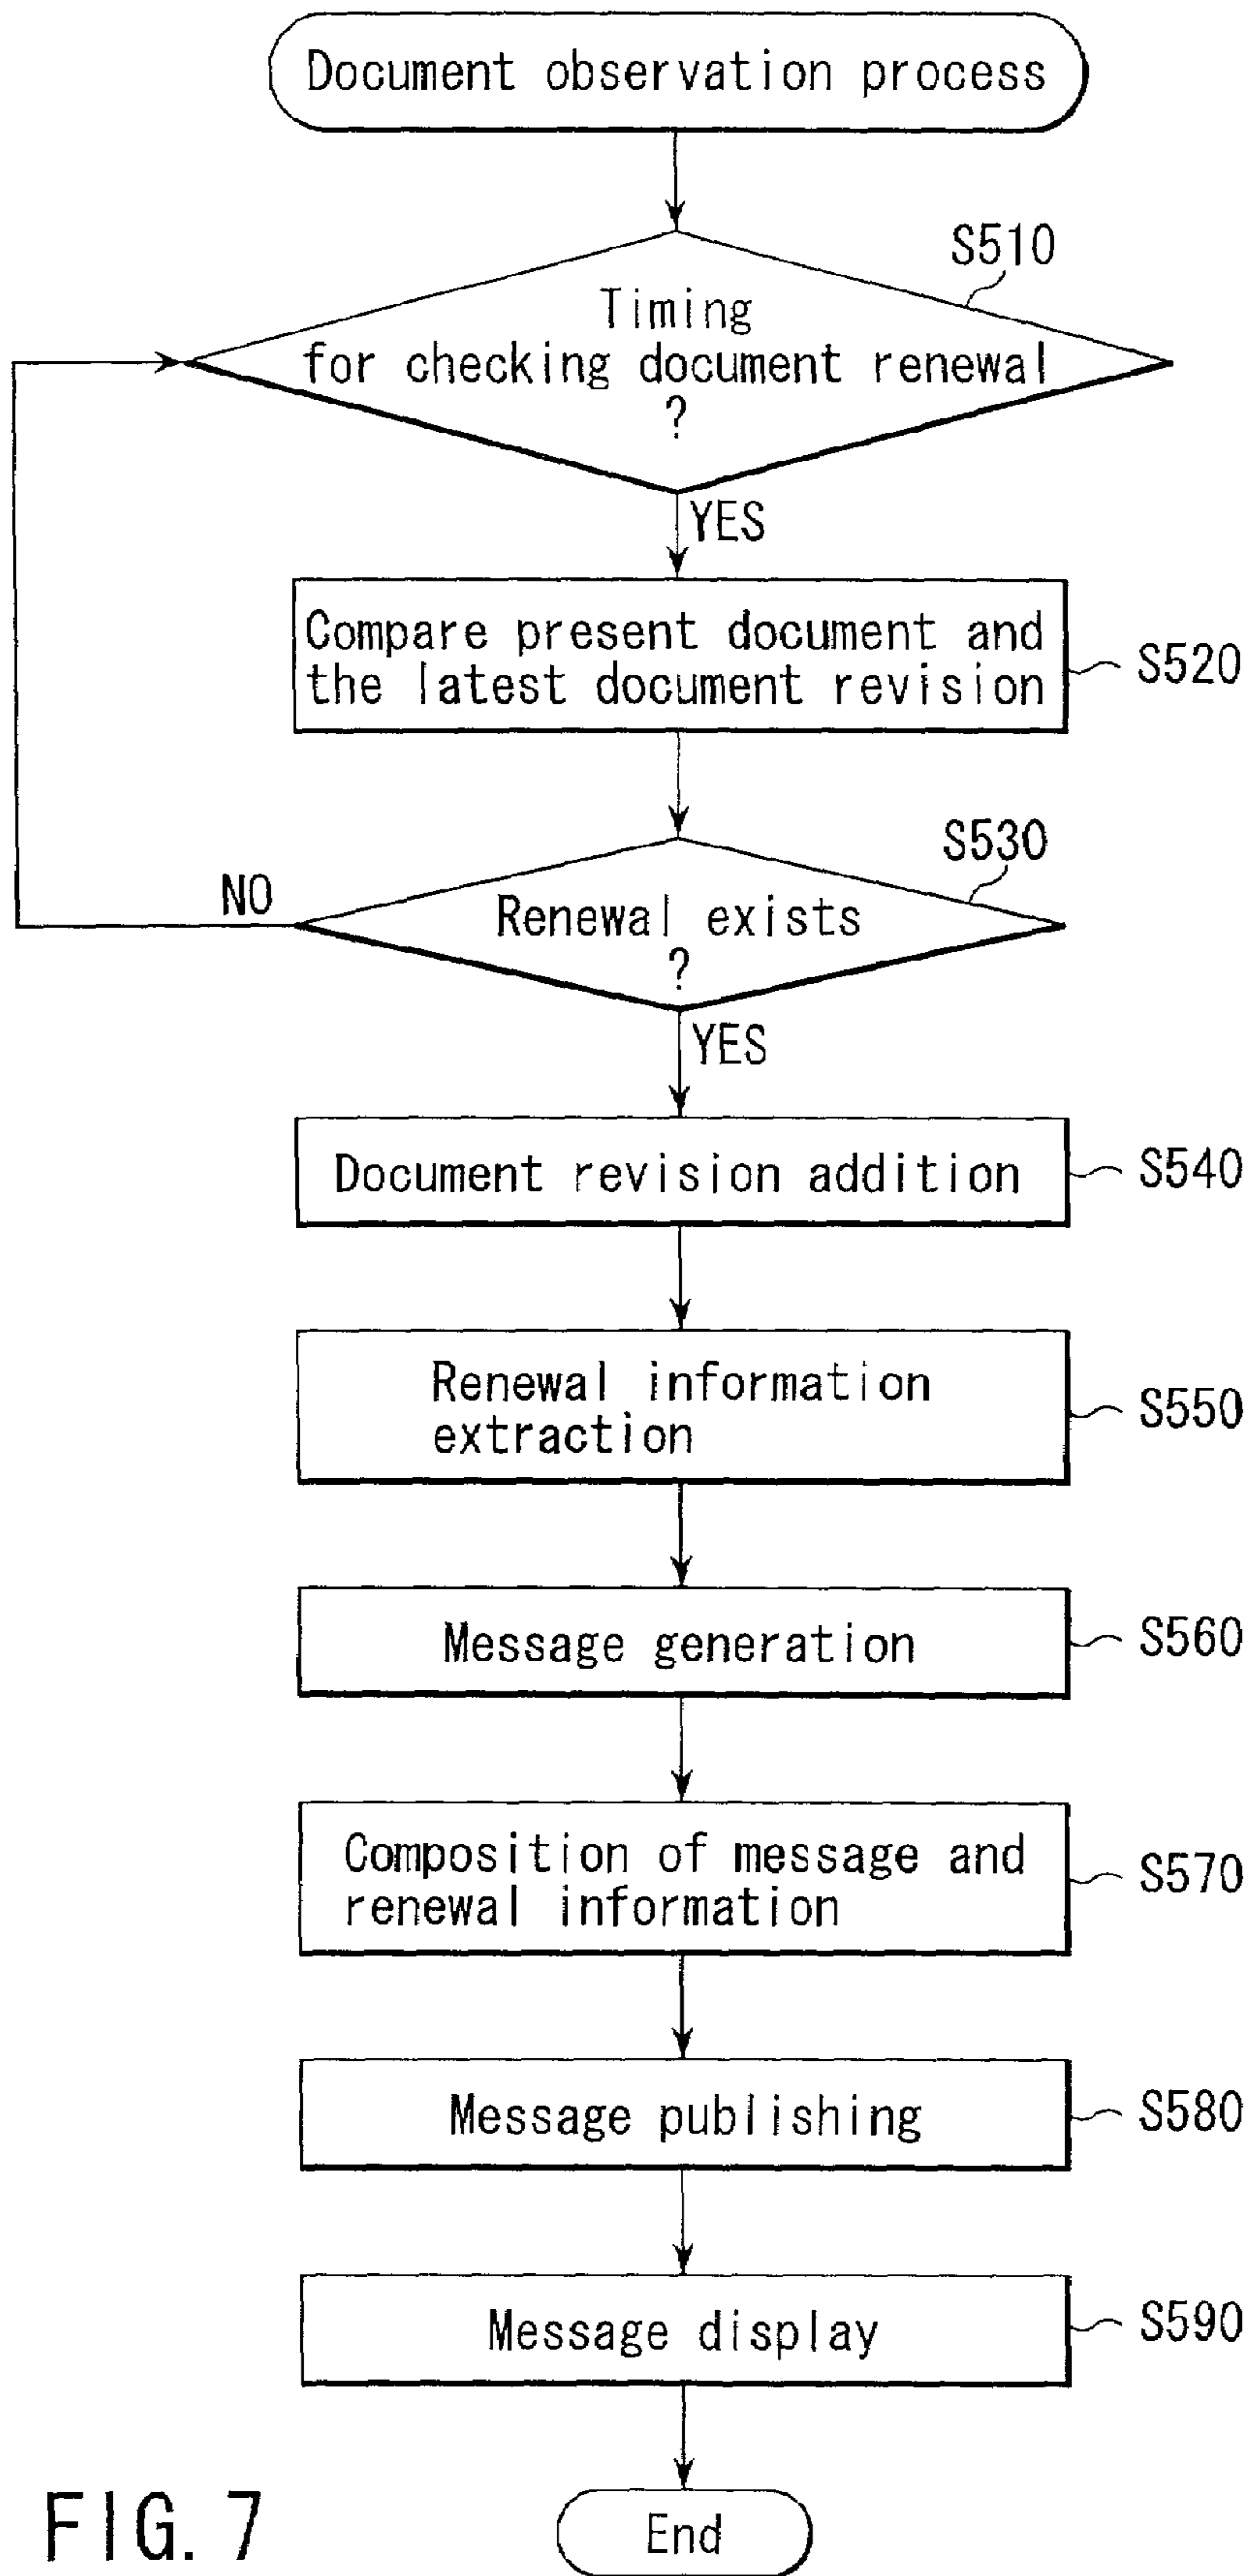 Document observation process
S510
Timing
for checking document renewal
?
YES
Compare present document and
the latest document revision
S520
S530
NO
Renewal exists
?
YES
Document revision addition
S540
Renewal information
extraction
S550
Message generation
S560
Composition of message and
renewal information
S570
Message publishing
S580
Message display
S590
End
FIG. 7